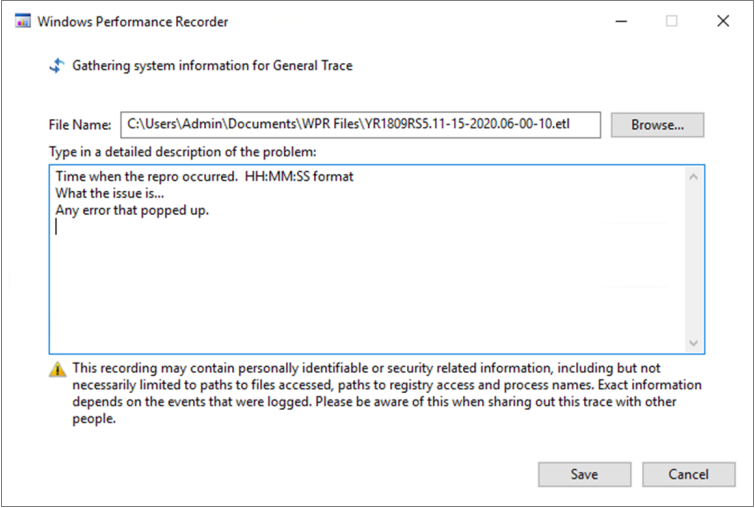 Windows Performance Recorder
Gathering system information for General Trace
File Name: C:\Users\Admin\Documents\WPR Files\YR1809RS5.11-15-2020.06-00-10.etl Browse...
Type in a detailed description of the problem:
Time when the repro occurred.  HH:MM:SS format
What the issue is...
Any error that popped up.
This recording may contain personally identifiable or security related information, including but not
necessarily limited to paths to files accessed, paths to registry access and process names. Exact information
depends on the events that were logged. Please be aware of this when sharing out this trace with other
people.
Save Cancel